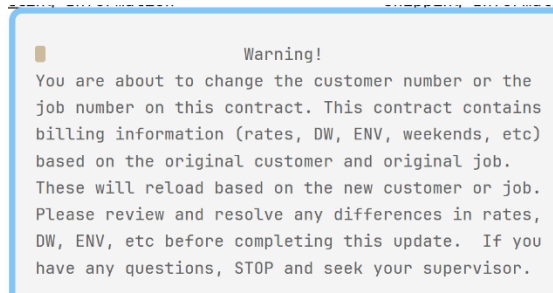 Warning!
You are about to change the customer number or the
job number on this contract. This contract contains
billing information (rates, DW, ENV, weekends, etc)
based on the original customer and original job.
These will reload based on the new customer or job.
Please review and resolve any differences in rates,
DW, ENV, etc before completing this update.  If you
have any questions, STOP and seek your supervisor.